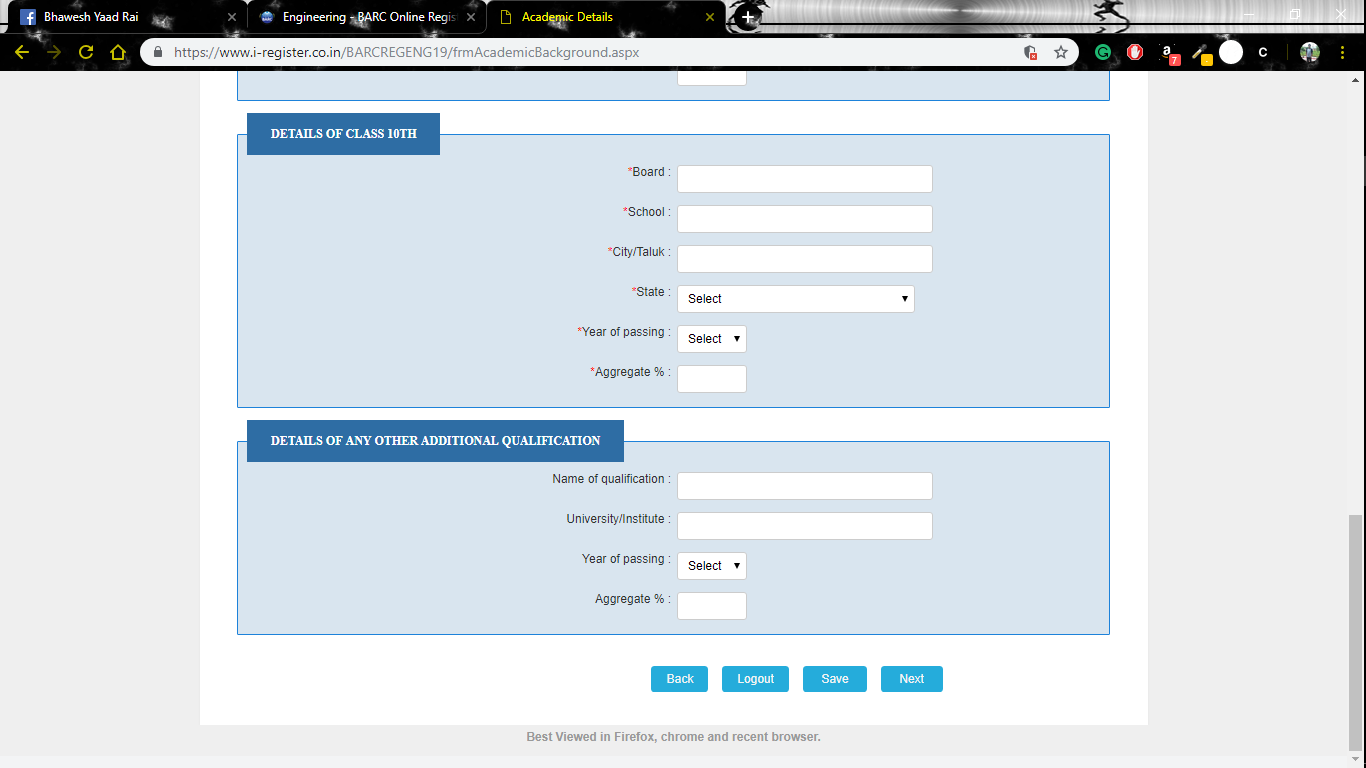 Bhawesh Yaad Rai
Engineering - BARC Online Regis
Academic Details
https://www.i-register.co.in/BARCREGENG19/frmAcademicBackground.aspx
a
7
C
DETAILS OF CLASS 10TH
*Board :
*School :
*City/Taluk :
*State : Select
*Year of passing : Select
*Aggregate % :
DETAILS OF ANY OTHER ADDITIONAL QUALIFICATION
Name of qualification :
University/Institute :
Year of passing : Select
Aggregate % :
Back Logout Save Next
Best Viewed in Firefox, chrome and recent browser.